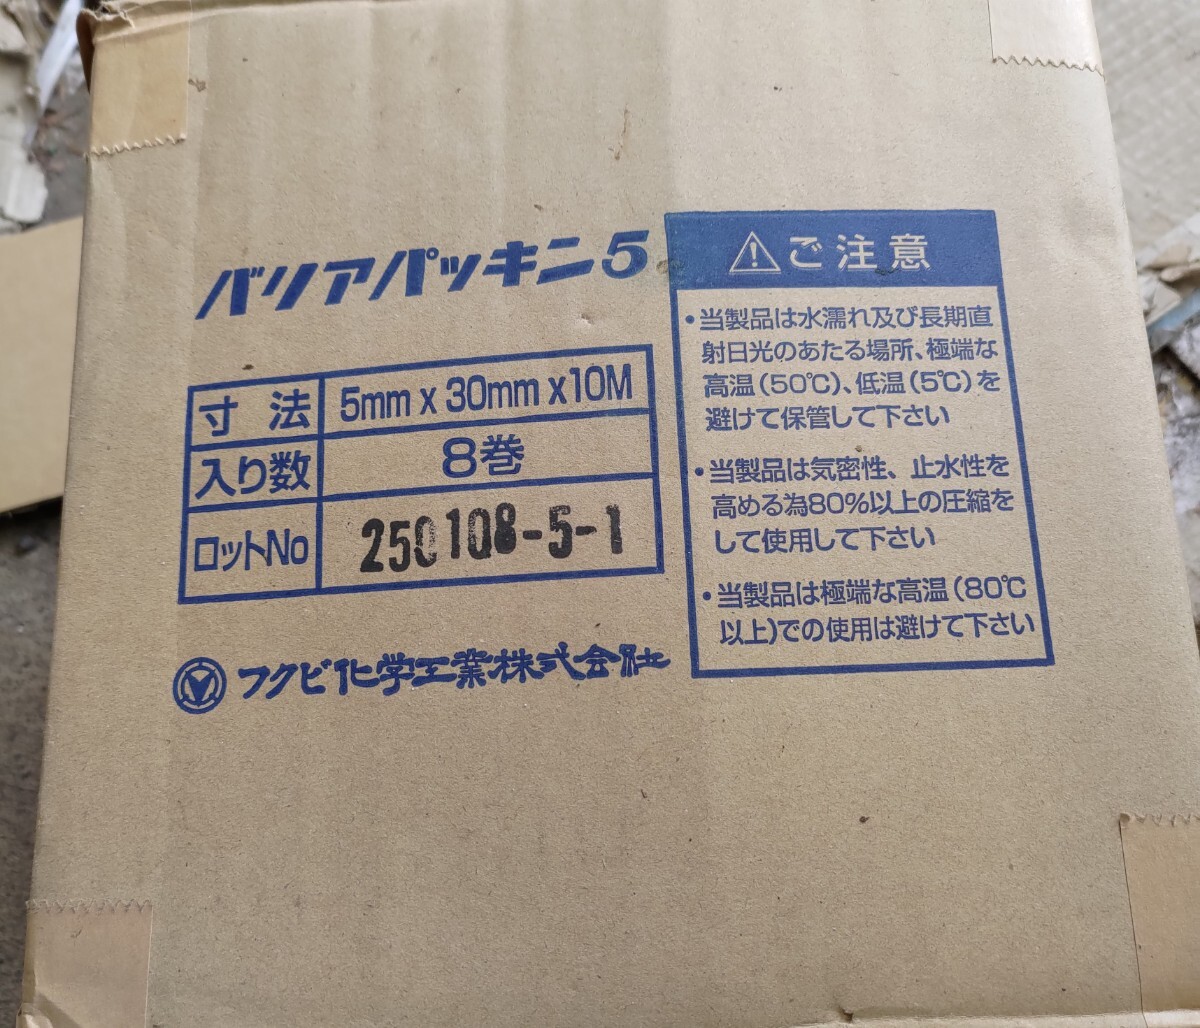 バリアパッキン5
寸法 5mm x 30mm x10M
入り数 8巻
ロットNo 250108-5-1
フクビ化学工業株式会社
ご注意
・当製品は水濡れ及び長期直
射日光のあたる場所、極端な
高温(50℃)、低温(5℃)を
避けて保管して下さい
・当製品は気密性、止水性を
高める為80%以上の圧縮を
して使用して下さい
・当製品は極端な高温(80℃
以上)での使用は避けて下さい